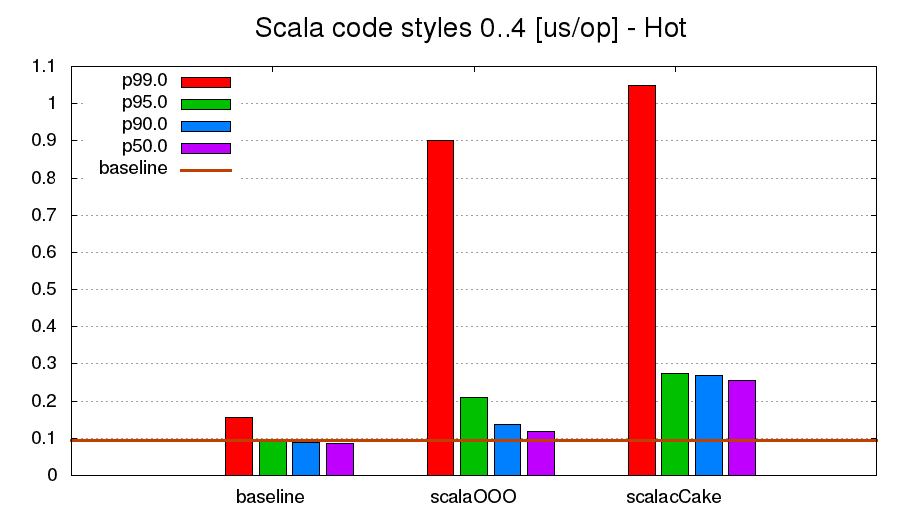 Scala code styles 0..4 [us/op] - Hot
1.1
1
0.9
0.8
0.7
0.6
0.5
0.4
0.3
0.2
0.1
0
p99.0
p95.0
p90.0
p50.0
baseline
baseline scalaOOO scalacCake